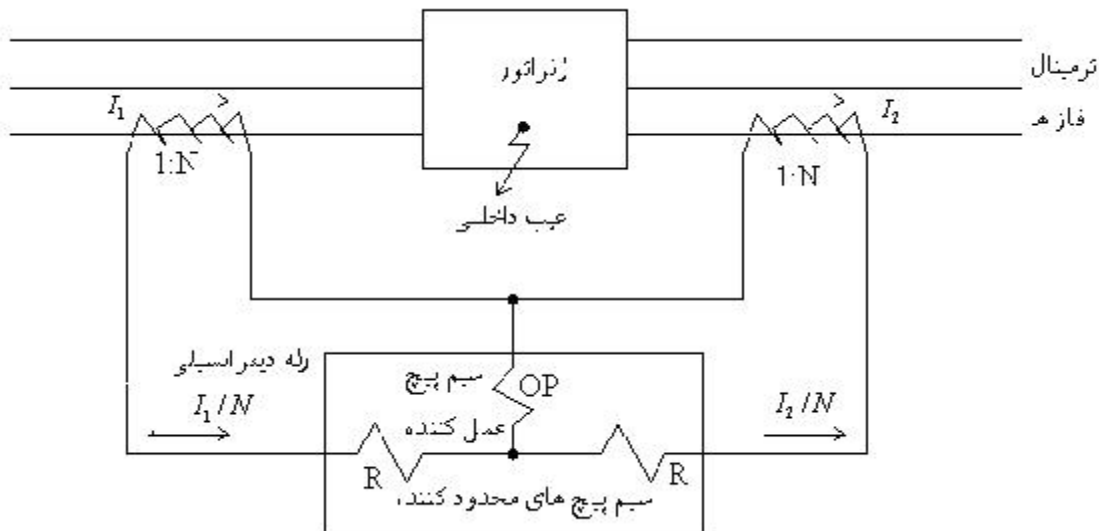 ژنراتور
ترمینال
فاز ها
I₁
1:N
I₂
1:N
عیب داخلی
رله دیفرانسیلی
I₁/N
سیم پیچ
OP
عمل کننده
I₂/N
R
R
سیم پیچ های محدود کننده